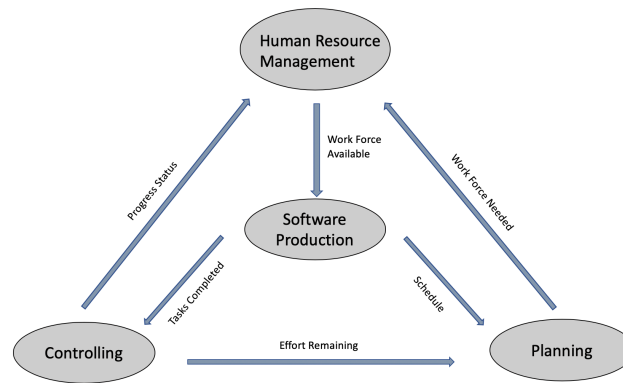 Human Resource
Management
Work Force
Available
Progress Status
Work Force Needed
Software
Production
Tasks Completed
Schedule
Controlling
Effort Remaining
Planning